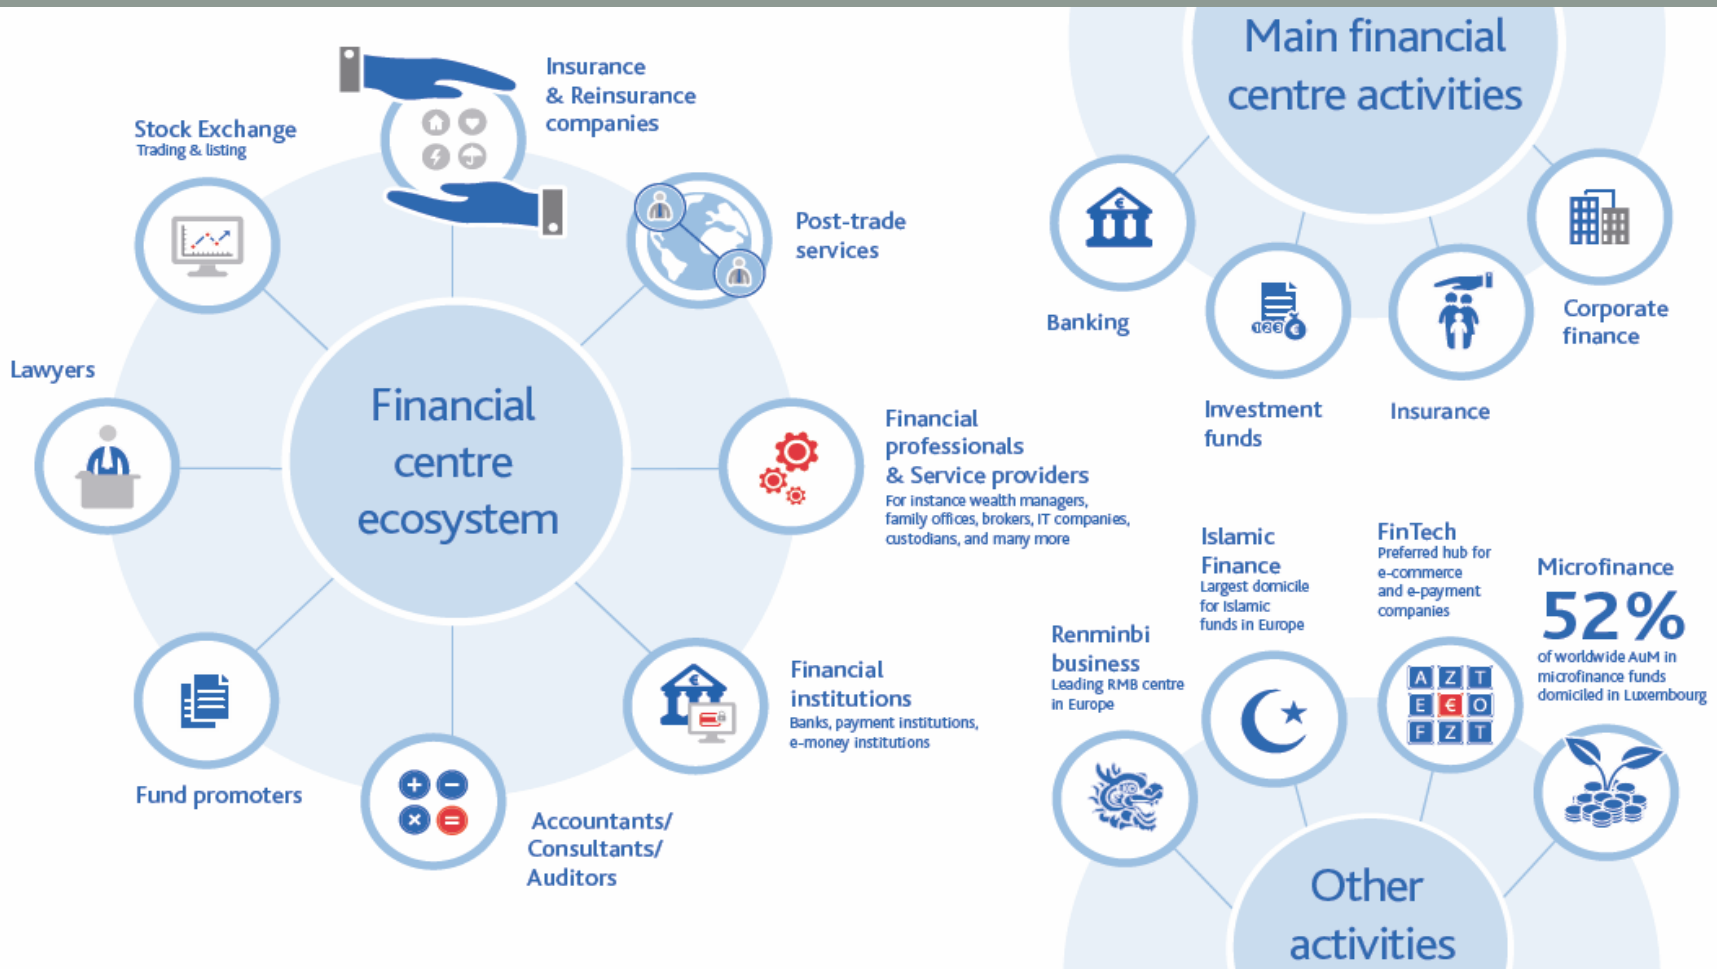 Stock Exchange
Trading & listing
Insurance
& Reinsurance
companies
Post-trade
services
Lawyers
Financial
centre
ecosystem
Financial
professionals
& Service providers
For instance wealth managers,
family offices, brokers, IT companies,
custodians, and many more
Financial
institutions
Banks, payment institutions,
e-money institutions
Fund promoters
Accountants/
Consultants/
Auditors
Main financial
centre activities
Banking
Investment
funds
Insurance
Corporate
finance
Renminbi
business
Leading RMB centre
in Europe
Islamic
Finance
Largest domicile
for Islamic
funds in Europe
FinTech
Preferred hub for
e-commerce
and e-payment
companies
Microfinance
52%
of worldwide AuM in
microfinance funds
domiciled in Luxembourg
A Z T
E € O
F Z T
1 2 3 €
Other
activities